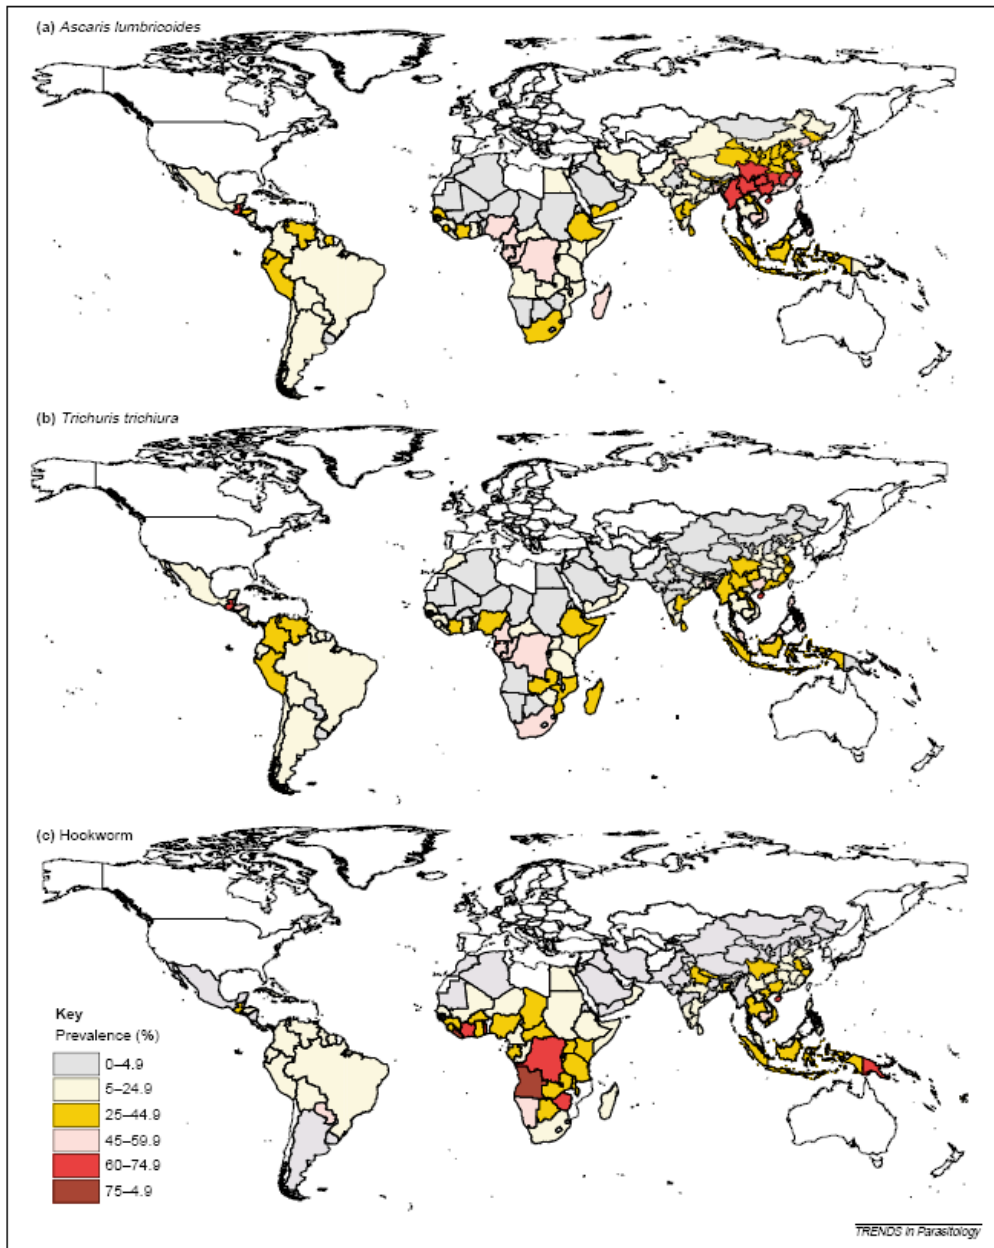 (a) Ascaris lumbricoides
(b) Trichuris trichiura
(c) Hookworm
Key
Prevalence (%)
0–4.9
5–24.9
25–44.9
45–59.9
60–74.9
75–4.9
TRENDS in Parasitology